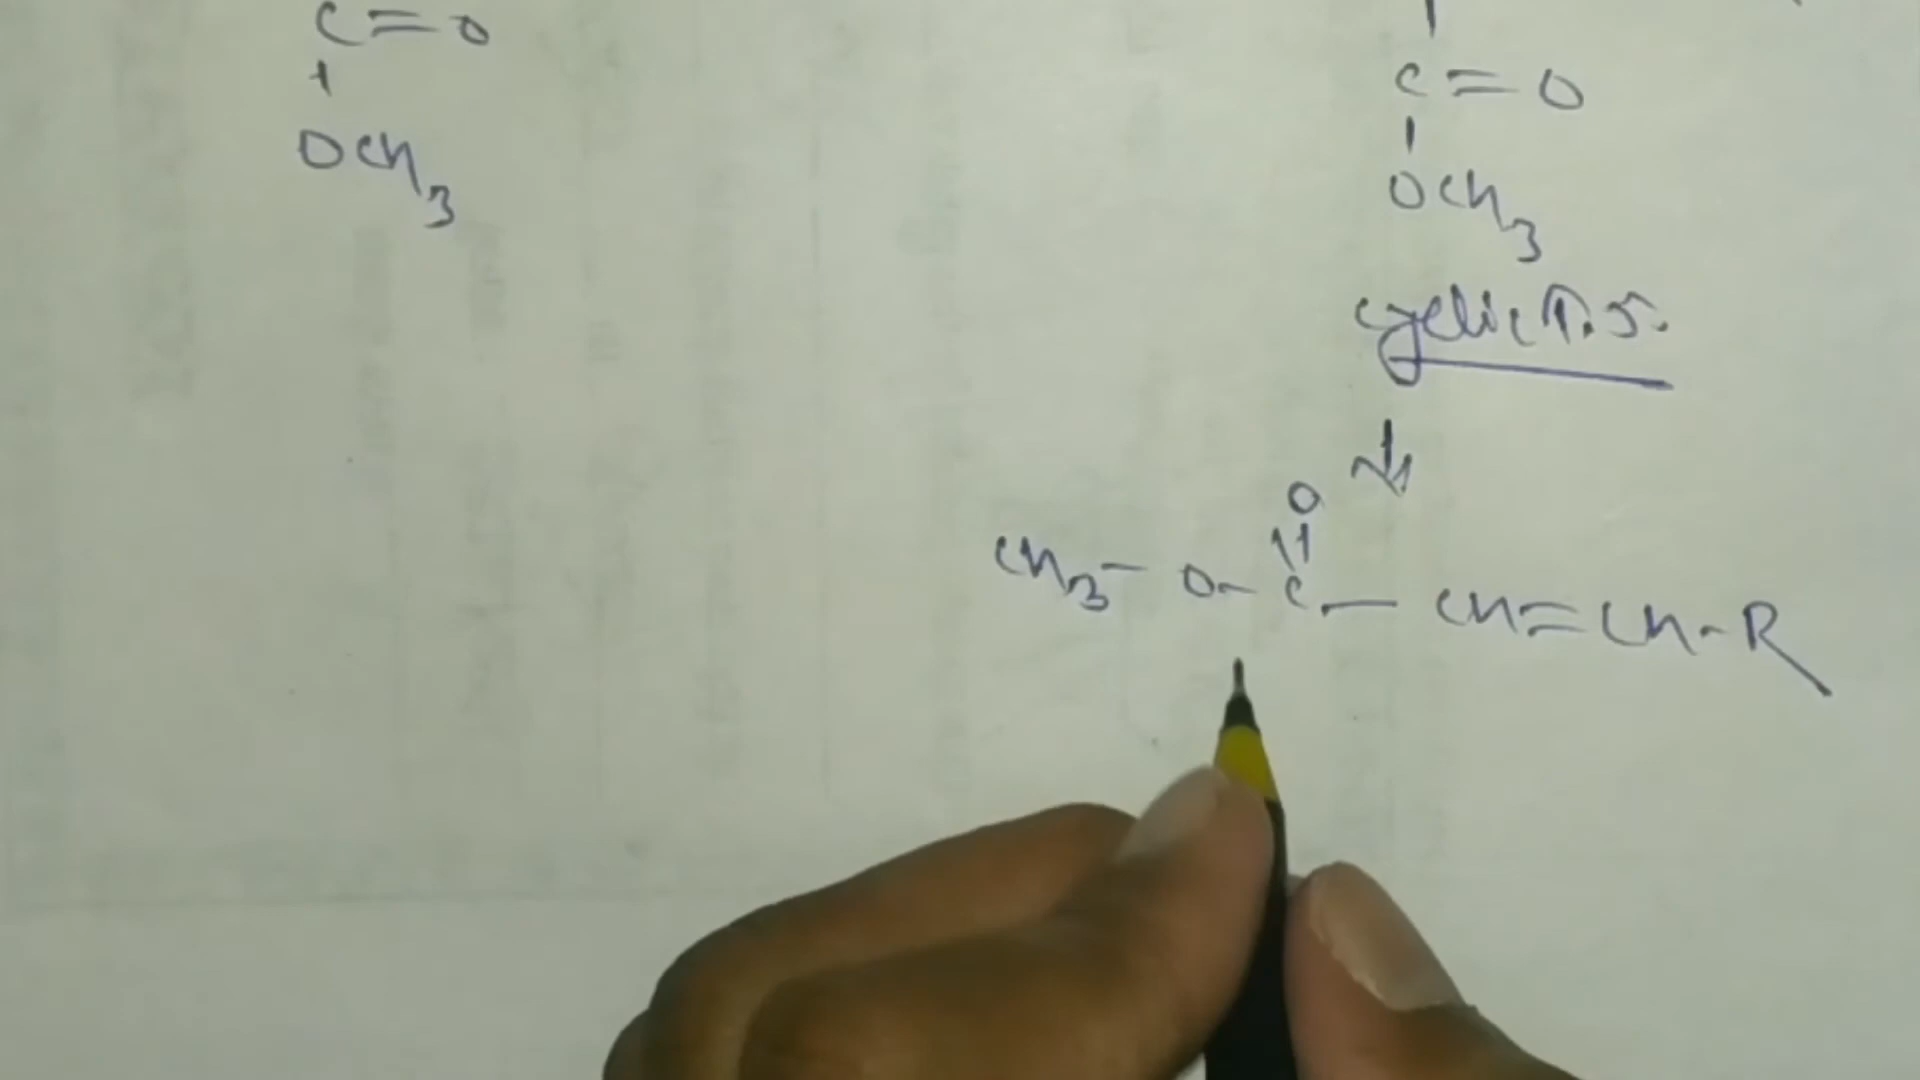 C=O
OCH3
C=O
OCH3
cyclic T.S.
O
CH3-O-C-CH=CH-R